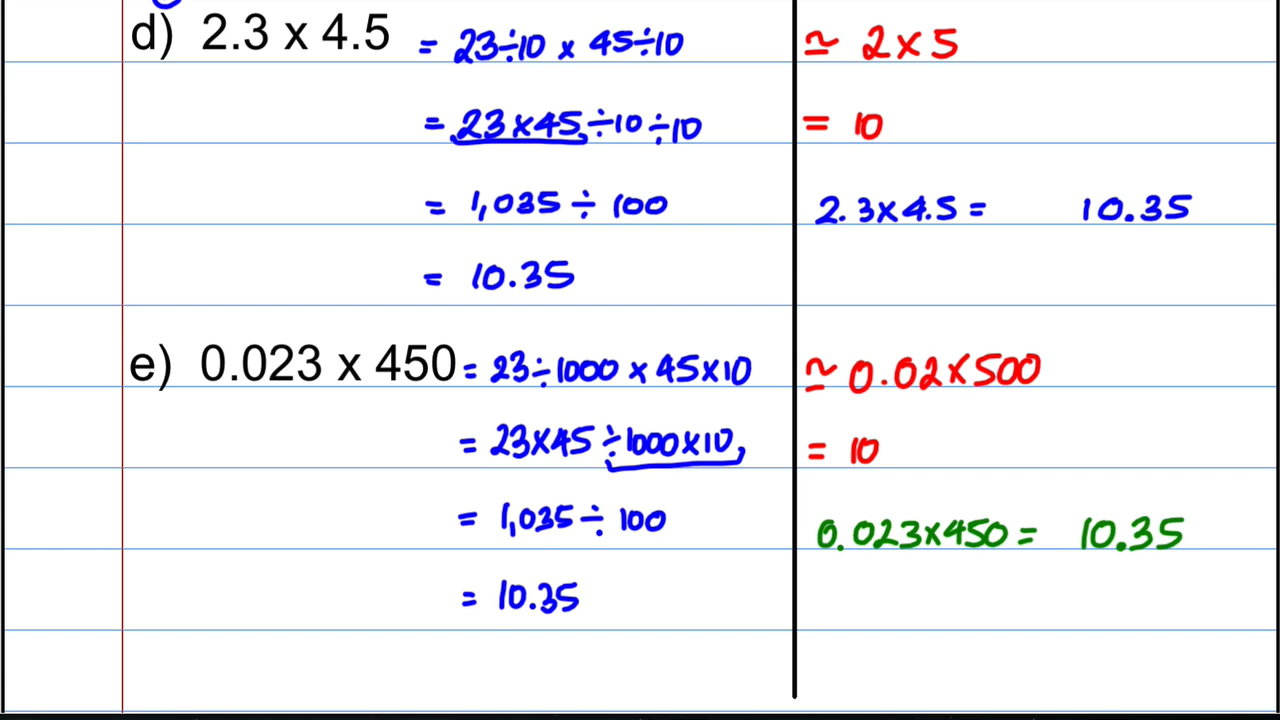 d) 2.3 x 4.5 = 23÷10 x 45÷10
= 23x45÷10÷10
= 1,035 ÷ 100
= 10.35
≃ 2x5
= 10
2.3x4.5= 10.35
e) 0.023 x 450 = 23÷1000 x 45x10
= 23x45 ÷1000x10
= 1,035 ÷ 100
= 10.35
≃ 0.02x500
= 10
0.023x450= 10.35